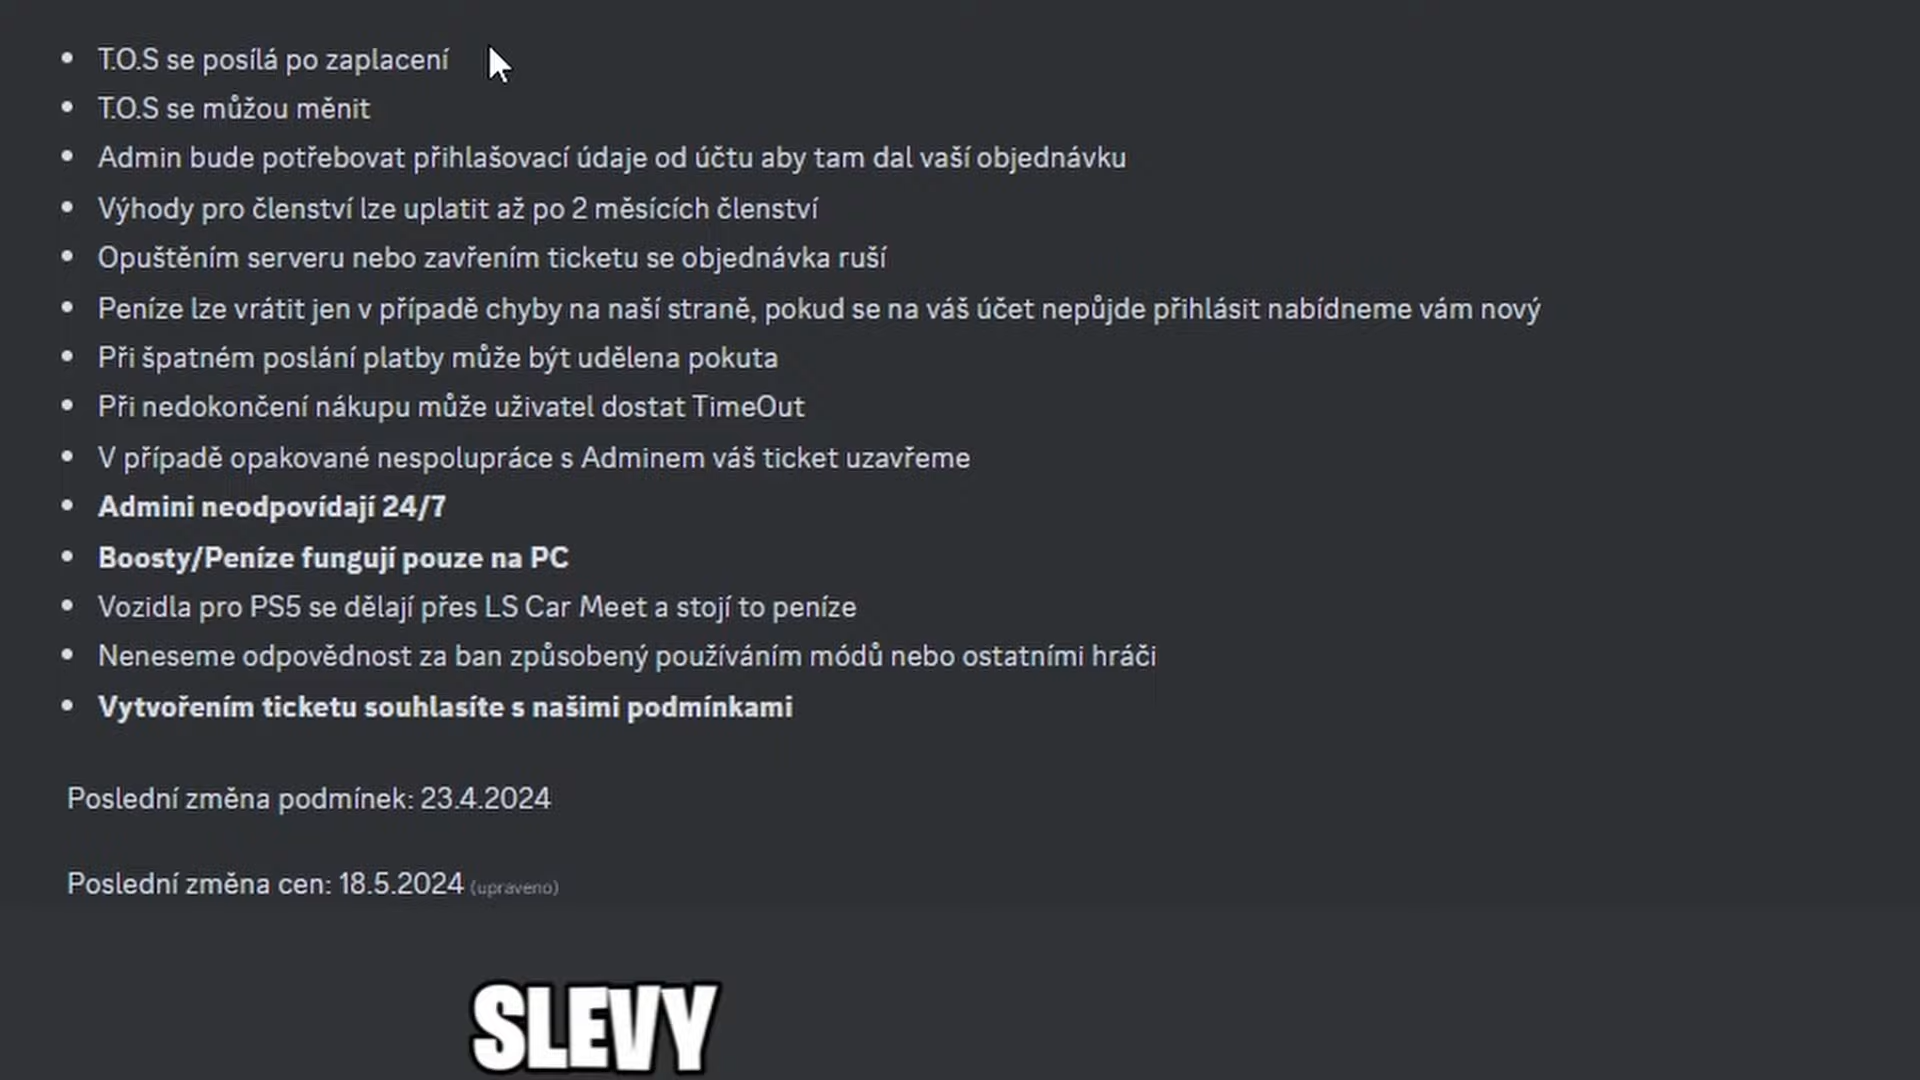 T.O.S se posílá po zaplacení
T.O.S se můžou měnit
Admin bude potřebovat přihlašovací údaje od účtu aby tam dal vaší objednávku
Výhody pro členství lze uplatit až po 2 měsících členství
Opuštěním serveru nebo zavřením ticketu se objednávka ruší
Peníze lze vrátit jen v případě chyby na naší straně, pokud se na váš účet nepůjde přihlásit nabídneme vám nový
Při špatném poslání platby může být udělena pokuta
Při nedokončení nákupu může uživatel dostat TimeOut
V případě opakované nespolupráce s Adminem váš ticket uzavřeme
Admini neodpovídají 24/7
Boosty/Peníze fungují pouze na PC
Vozidla pro PS5 se dělají přes LS Car Meet a stojí to peníze
Neneseme odpovědnost za ban způsobený používáním módů nebo ostatními hráči
Vytvořením ticketu souhlasíte s našimi podmínkami
Poslední změna podmínek: 23.4.2024
Poslední změna cen: 18.5.2024 (upraveno)
SLEVY